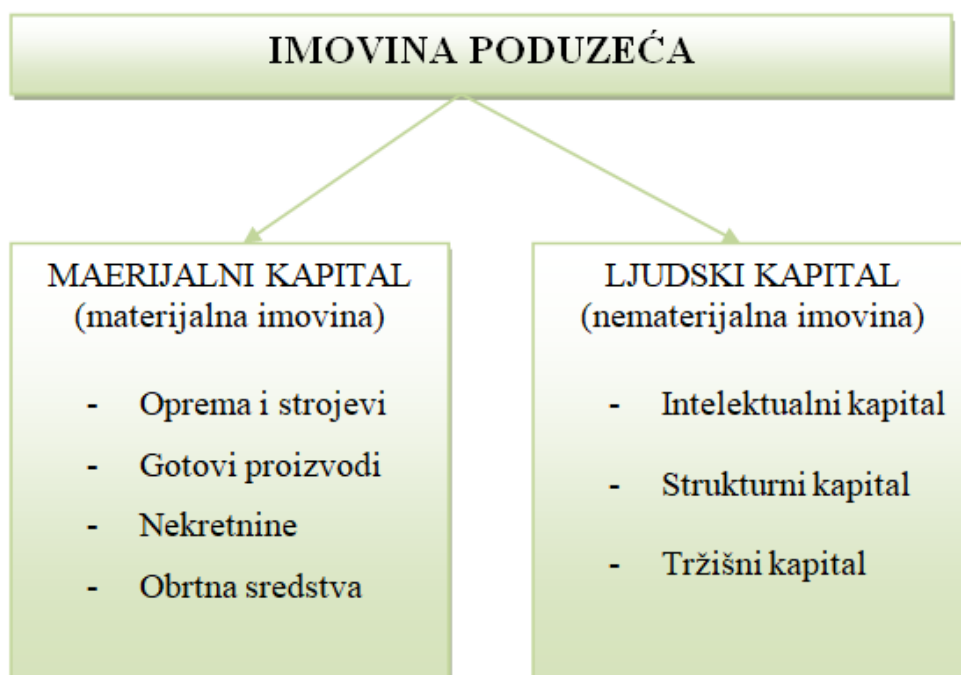 IMOVINA PODUZEĆA
MAERIJALNI KAPITAL
(materijalna imovina)
- Oprema i strojevi
- Gotovi proizvodi
- Nekretnine
- Obrtna sredstva
LJUDSKI KAPITAL
(nematerijalna imovina)
- Intelektualni kapital
- Strukturni kapital
- Tržišni kapital